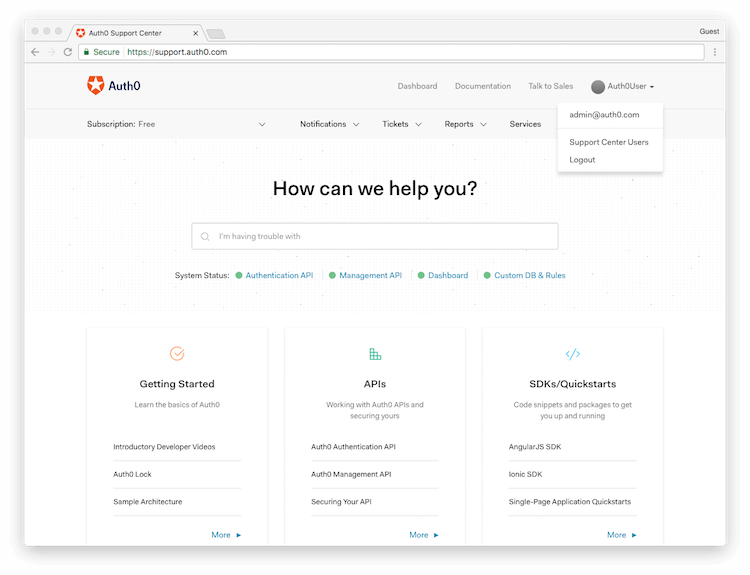 Auth0 Support Center
Guest
Secure https://support.auth0.com
Auth0
Dashboard Documentation Talk to Sales Auth0User
admin@auth0.com
Support Center Users
Logout
Subscription: Free Notifications Tickets Reports Services
How can we help you?
I'm having trouble with
System Status: Authentication API Management API Dashboard Custom DB & Rules
Getting Started
Learn the basics of Auth0
Introductory Developer Videos
Auth0 Lock
Sample Architecture
More
APIs
Working with Auth0 APIs and
securing yours
Auth0 Authentication API
Auth0 Management API
Securing Your API
More
SDKs/Quickstarts
Code snippets and packages to get
you up and running
AngularJS SDK
Ionic SDK
Single-Page Application Quickstarts
More